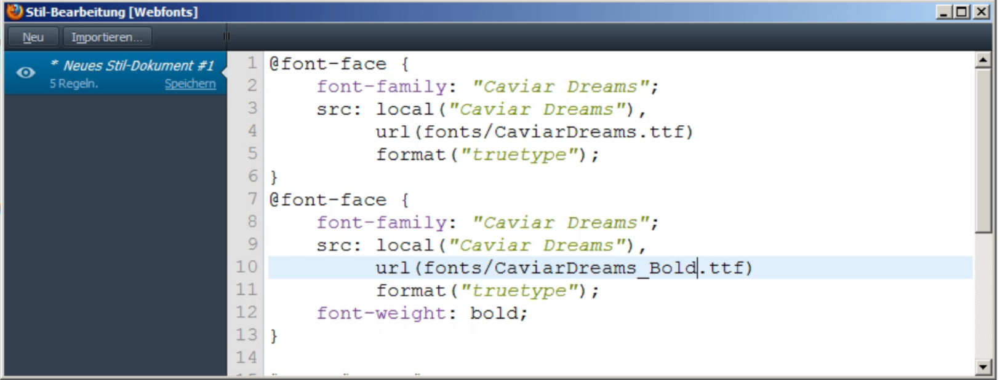 Stil-Bearbeitung [Webfonts]
Neu Importieren...
* Neues Stil-Dokument #1
5 Regeln. Speichern
1 @font-face {
2 font-family: "Caviar Dreams";
3 src: local("Caviar Dreams"),
4 url(fonts/CaviarDreams.ttf)
5 format("truetype");
6 }
7 @font-face {
8 font-family: "Caviar Dreams";
9 src: local("Caviar Dreams"),
10 url(fonts/CaviarDreams_Bold.ttf)
11 format("truetype");
12 font-weight: bold;
13 }
14